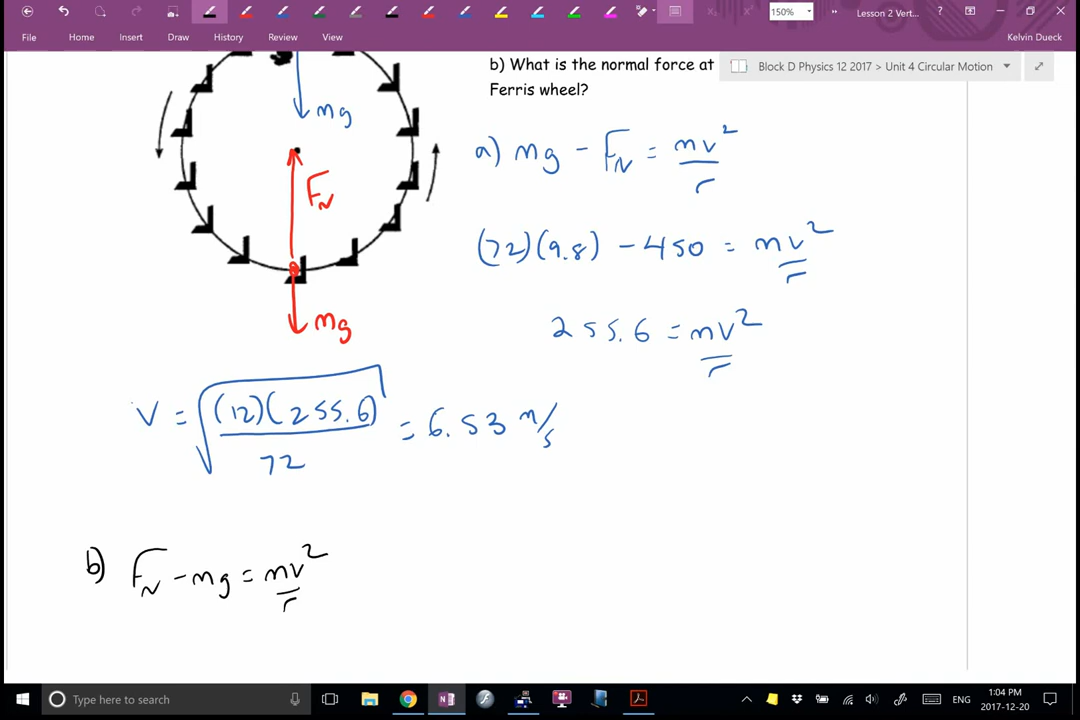 150%
Lesson 2 Vert...
File Home Insert Draw History Review View
Kelvin Dueck
b) What is the normal force at
Ferris wheel?
Block D Physics 12 2017 > Unit 4 Circular Motion
mg
F_N
mg
a) mg - F_N = mv²/r
(72)(9.8) - 450 = mv²/r
255.6 = mv²/r
V = √((12)(255.6)/72) = 6.53 m/s
b) F_N - mg = mv²/r
Type here to search
ENG
1:04 PM
2017-12-20